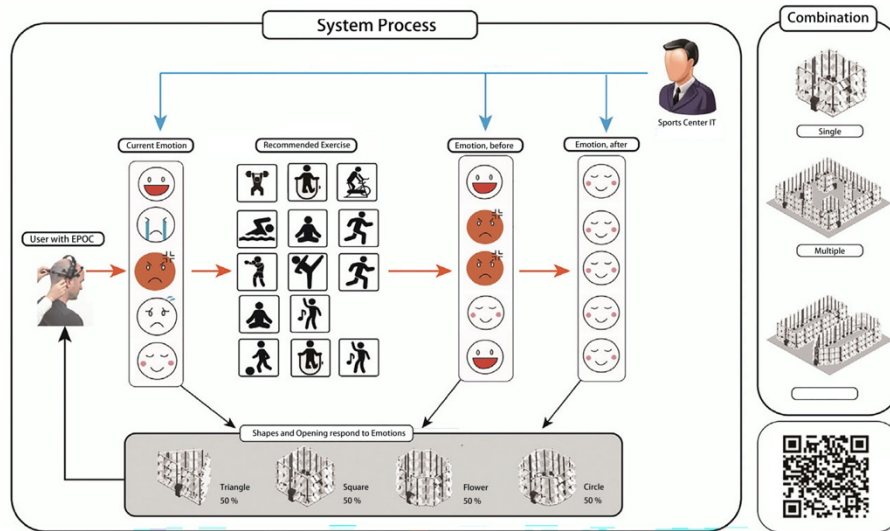 System Process
Combination
Sports Center IT
Single
Current Emotion
Recommended Exercise
Emotion, before
Emotion, after
User with EPOC
Multiple
Shapes and Opening respond to Emotions
Triangle
50 %
Square
50 %
Flower
50 %
Circle
50 %